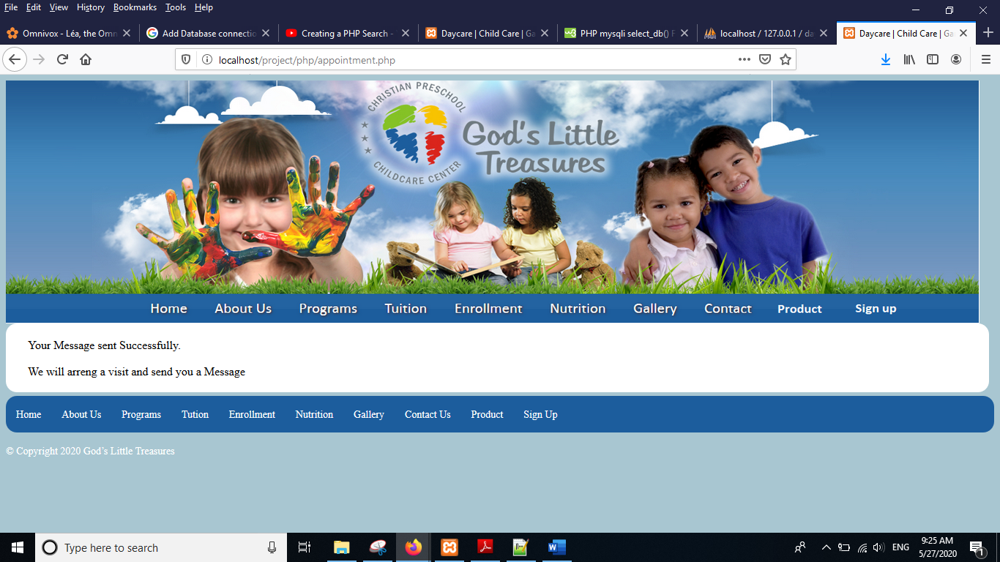 File Edit View History Bookmarks Tools Help
Omnivox - Léa, the Omn
Add Database connectio
Creating a PHP Search -
Daycare | Child Care | Ga
PHP mysqli select_db() F
localhost / 127.0.0.1 / da
Daycare | Child Care | Ga
localhost/project/php/appointment.php
CHRISTIAN PRESCHOOL
God's Little
Treasures
CHILDCARE CENTER
Home About Us Programs Tuition Enrollment Nutrition Gallery Contact Product Sign up
Your Message sent Successfully.
We will arreng a visit and send you a Message
Home About Us Programs Tution Enrollment Nutrition Gallery Contact Us Product Sign Up
© Copyright 2020 God's Little Treasures
Type here to search
ENG
9:25 AM
5/27/2020
1